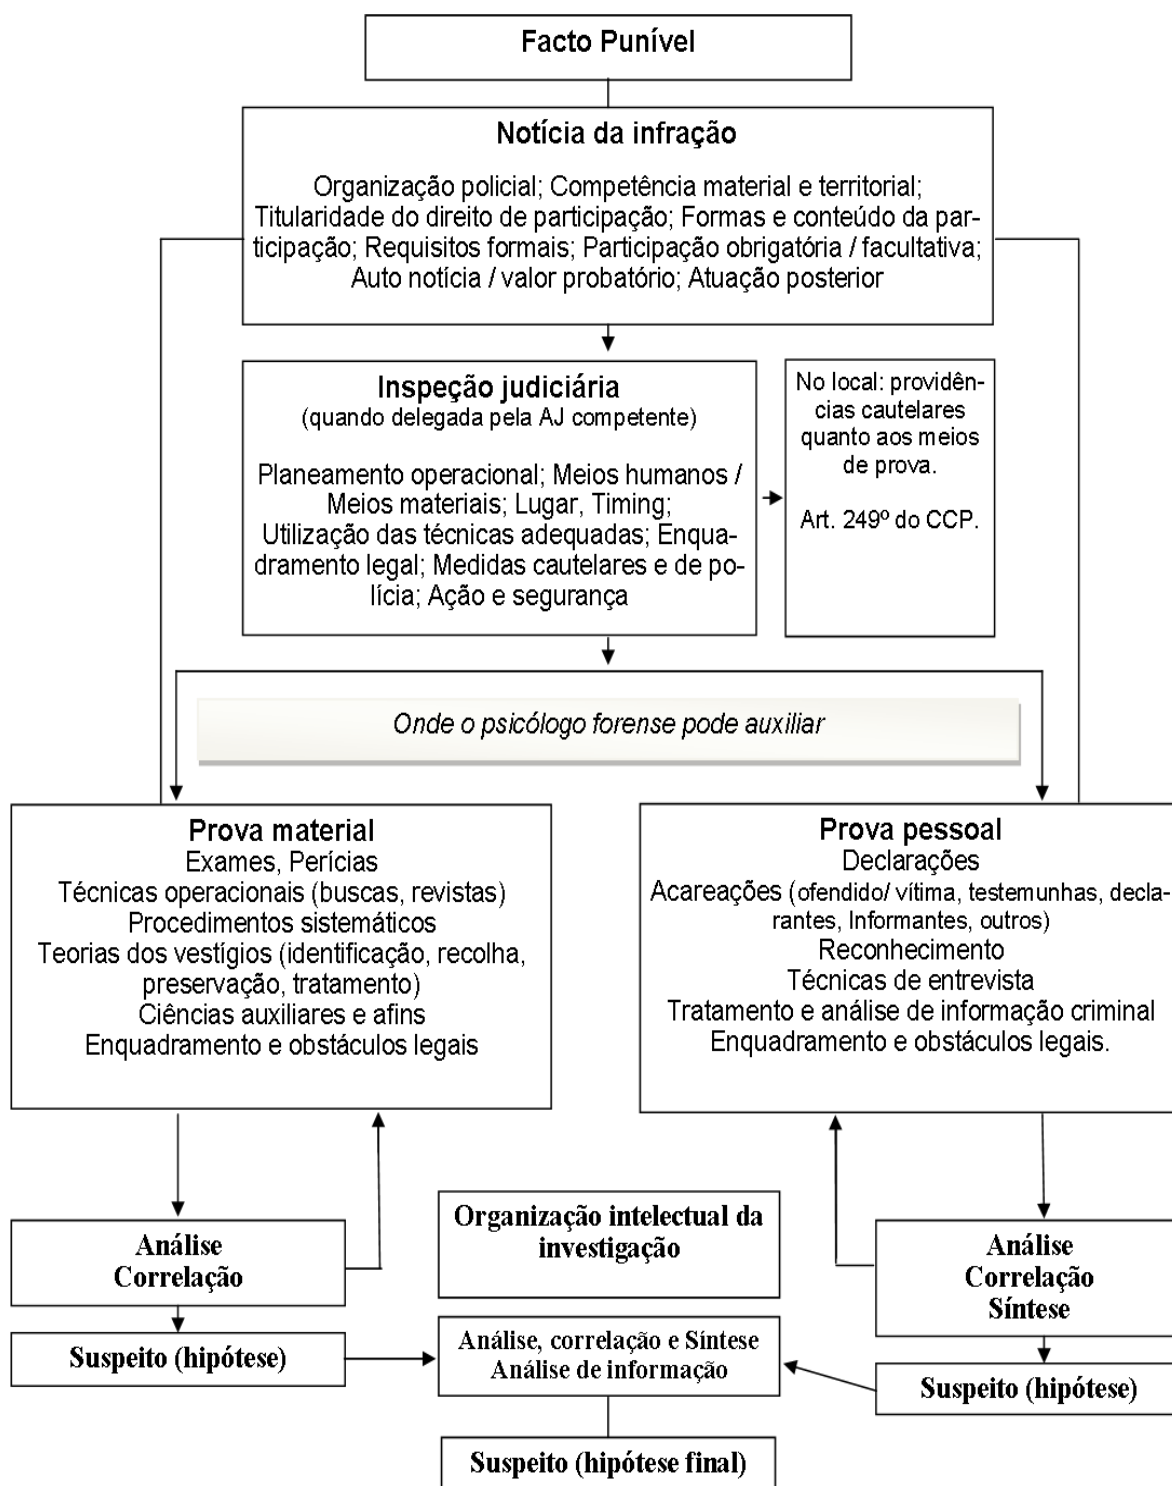 Facto Punível
Notícia da infração
Organização policial; Competência material e territorial;
Titularidade do direito de participação; Formas e conteúdo da par-
ticipação; Requisitos formais; Participação obrigatória / facultativa;
Auto notícia / valor probatório; Atuação posterior
Inspeção judiciária
(quando delegada pela AJ competente)
Planeamento operacional; Meios humanos /
Meios materiais; Lugar, Timing;
Utilização das técnicas adequadas; Enqua-
dramento legal; Medidas cautelares e de po-
lícia; Ação e segurança
No local: providên-
cias cautelares
quanto aos meios
de prova.
Art. 249º do CCP.
Onde o psicólogo forense pode auxiliar
Prova material
Exames, Perícias
Técnicas operacionais (buscas, revistas)
Procedimentos sistemáticos
Teorias dos vestígios (identificação, recolha,
preservação, tratamento)
Ciências auxiliares e afins
Enquadramento e obstáculos legais
Prova pessoal
Declarações
Acareações (ofendido/ vítima, testemunhas, decla-
rantes, Informantes, outros)
Reconhecimento
Técnicas de entrevista
Tratamento e análise de informação criminal
Enquadramento e obstáculos legais.
Análise
Correlação
Organização intelectual da
investigação
Análise
Correlação
Síntese
Suspeito (hipótese)
Análise, correlação e Síntese
Análise de informação
Suspeito (hipótese)
Suspeito (hipótese final)